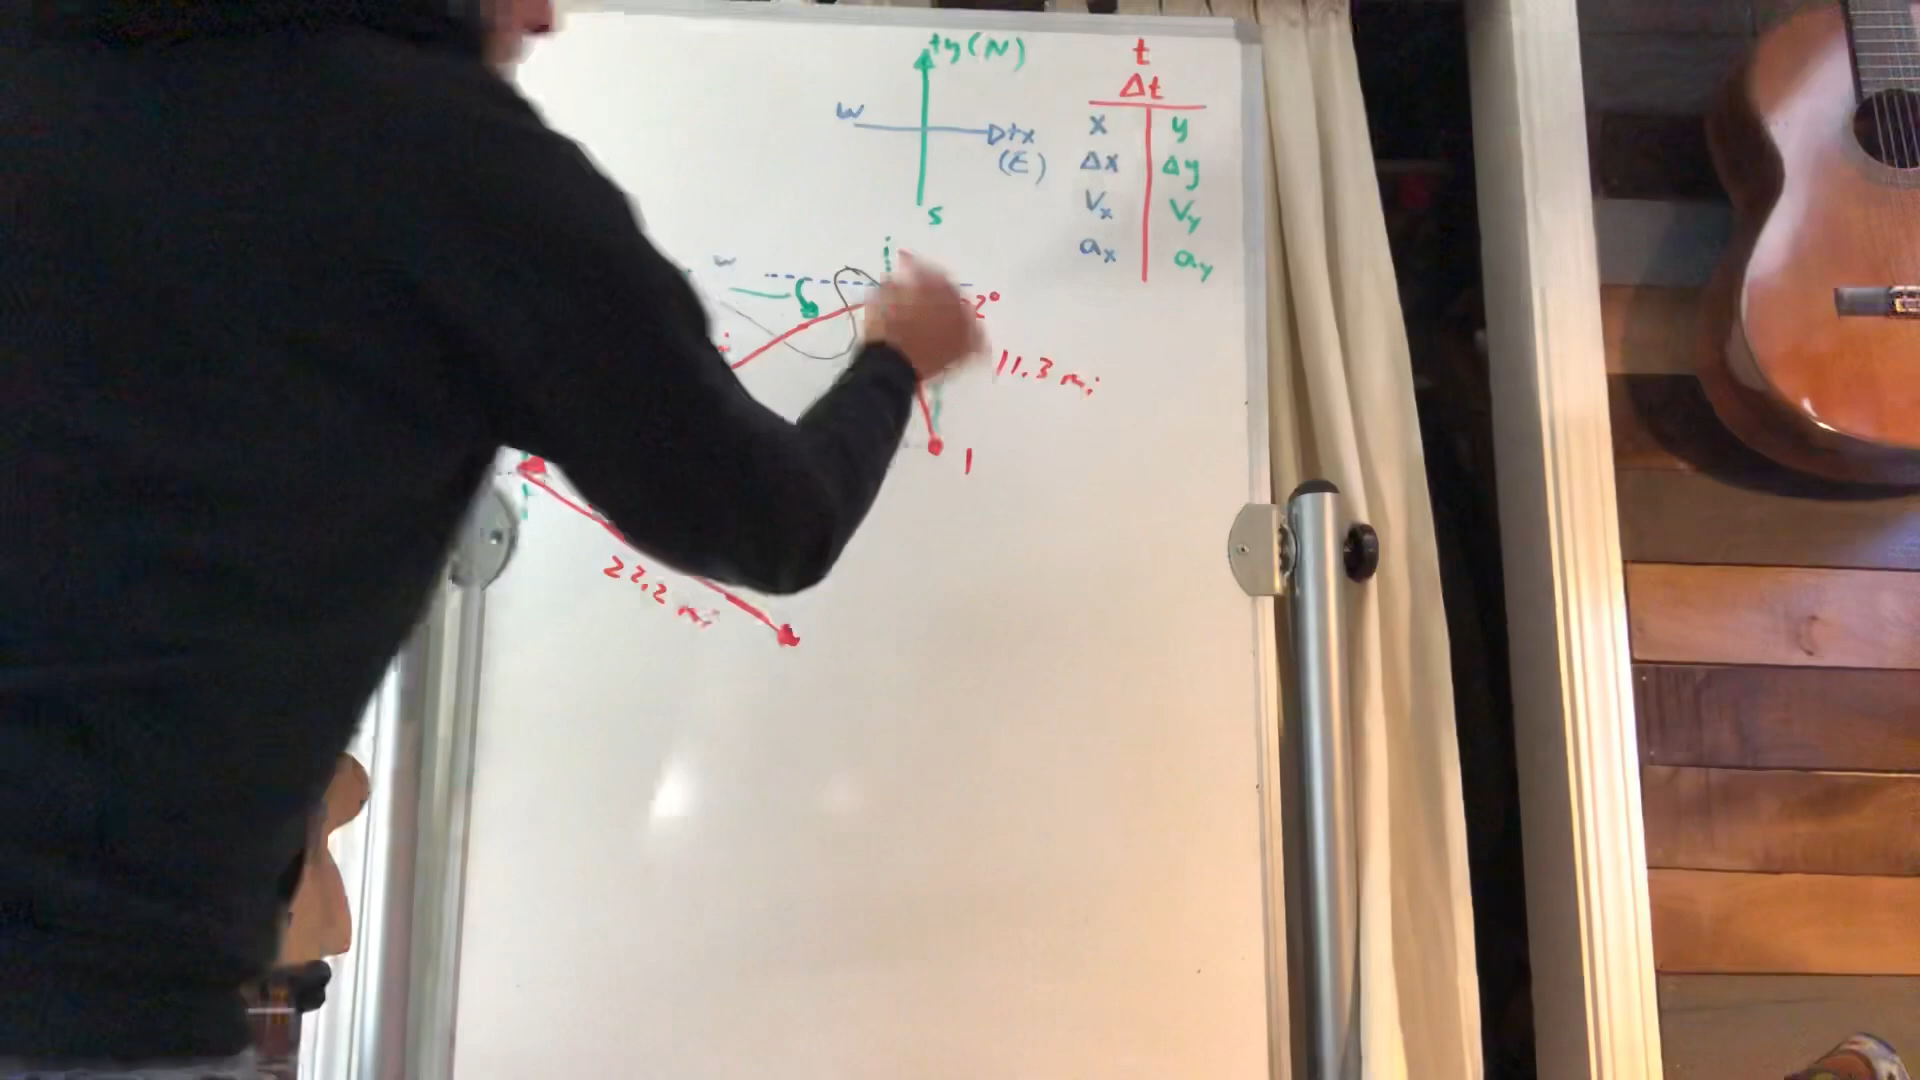 +y (N)
W
+x
(E)
S
t
Δt
x y
Δx Δy
Vx Vy
ax ay
w
2°
11.3 mi
1
22.2 mi